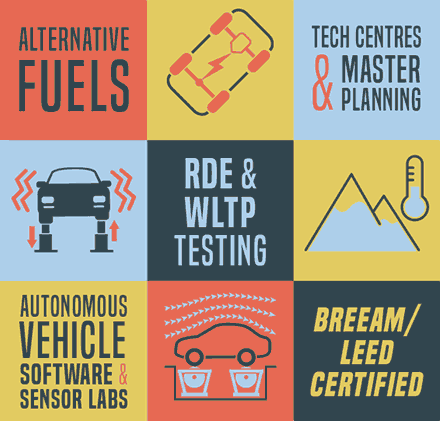 ALTERNATIVE
FUELS
TECH CENTRES
& MASTER
PLANNING
RDE &
WLTP
TESTING
AUTONOMOUS
VEHICLE
SOFTWARE &
SENSOR LABS
BREEAM/
LEED
CERTIFIED